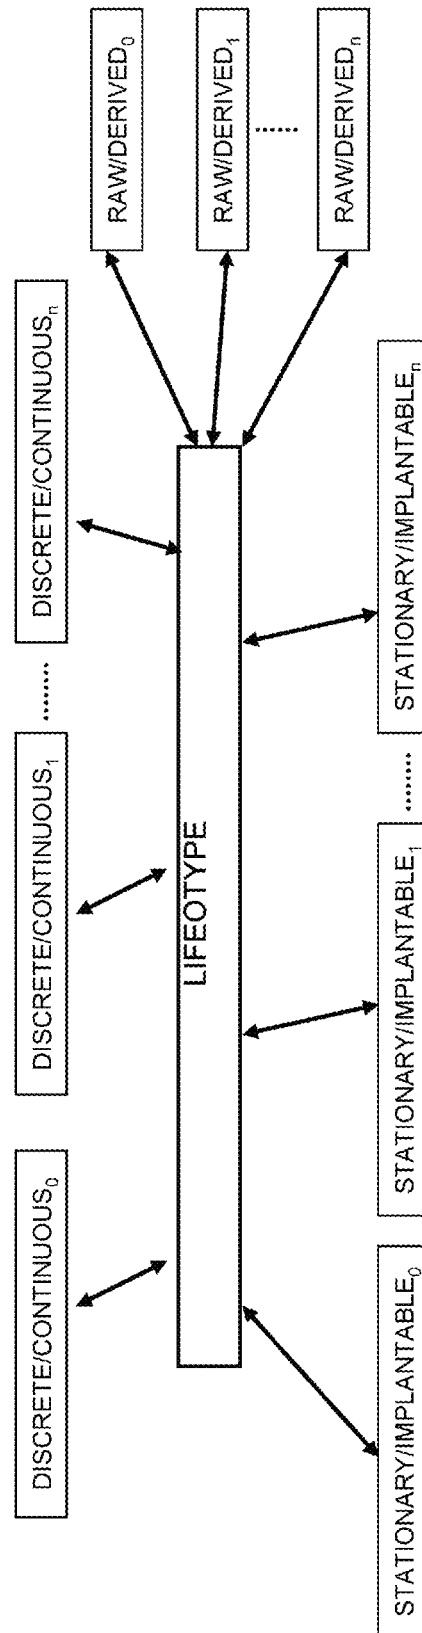 DISCRETE/CONTINUOUS₀
DISCRETE/CONTINUOUS₁
........
DISCRETE/CONTINUOUSₙ
LIFEOTYPE
RAW/DERIVED₀
RAW/DERIVED₁
........
RAW/DERIVEDₙ
STATIONARY/IMPLANTABLE₀
STATIONARY/IMPLANTABLE₁
........
STATIONARY/IMPLANTABLEₙ